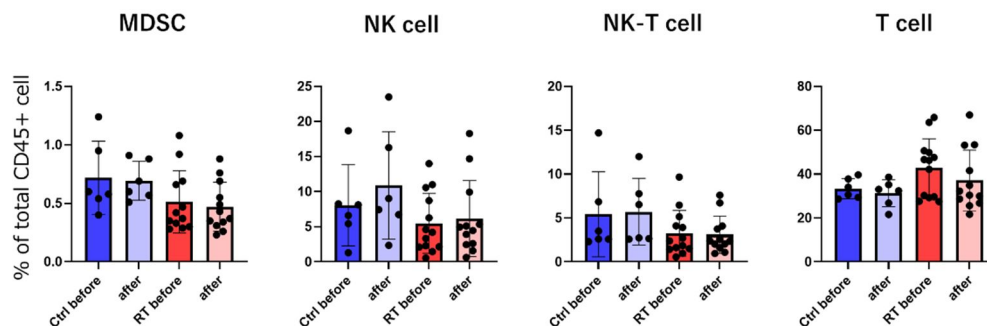 MDSC
NK cell
NK-T cell
T cell
% of total CD45+ cell
1.5
1.0
0.5
0.0
Ctrl before
after
RT before
after
25
20
15
10
5
0
Ctrl before
after
RT before
after
20
15
10
5
0
Ctrl before
after
RT before
after
80
60
40
20
0
Ctrl before
after
RT before
after